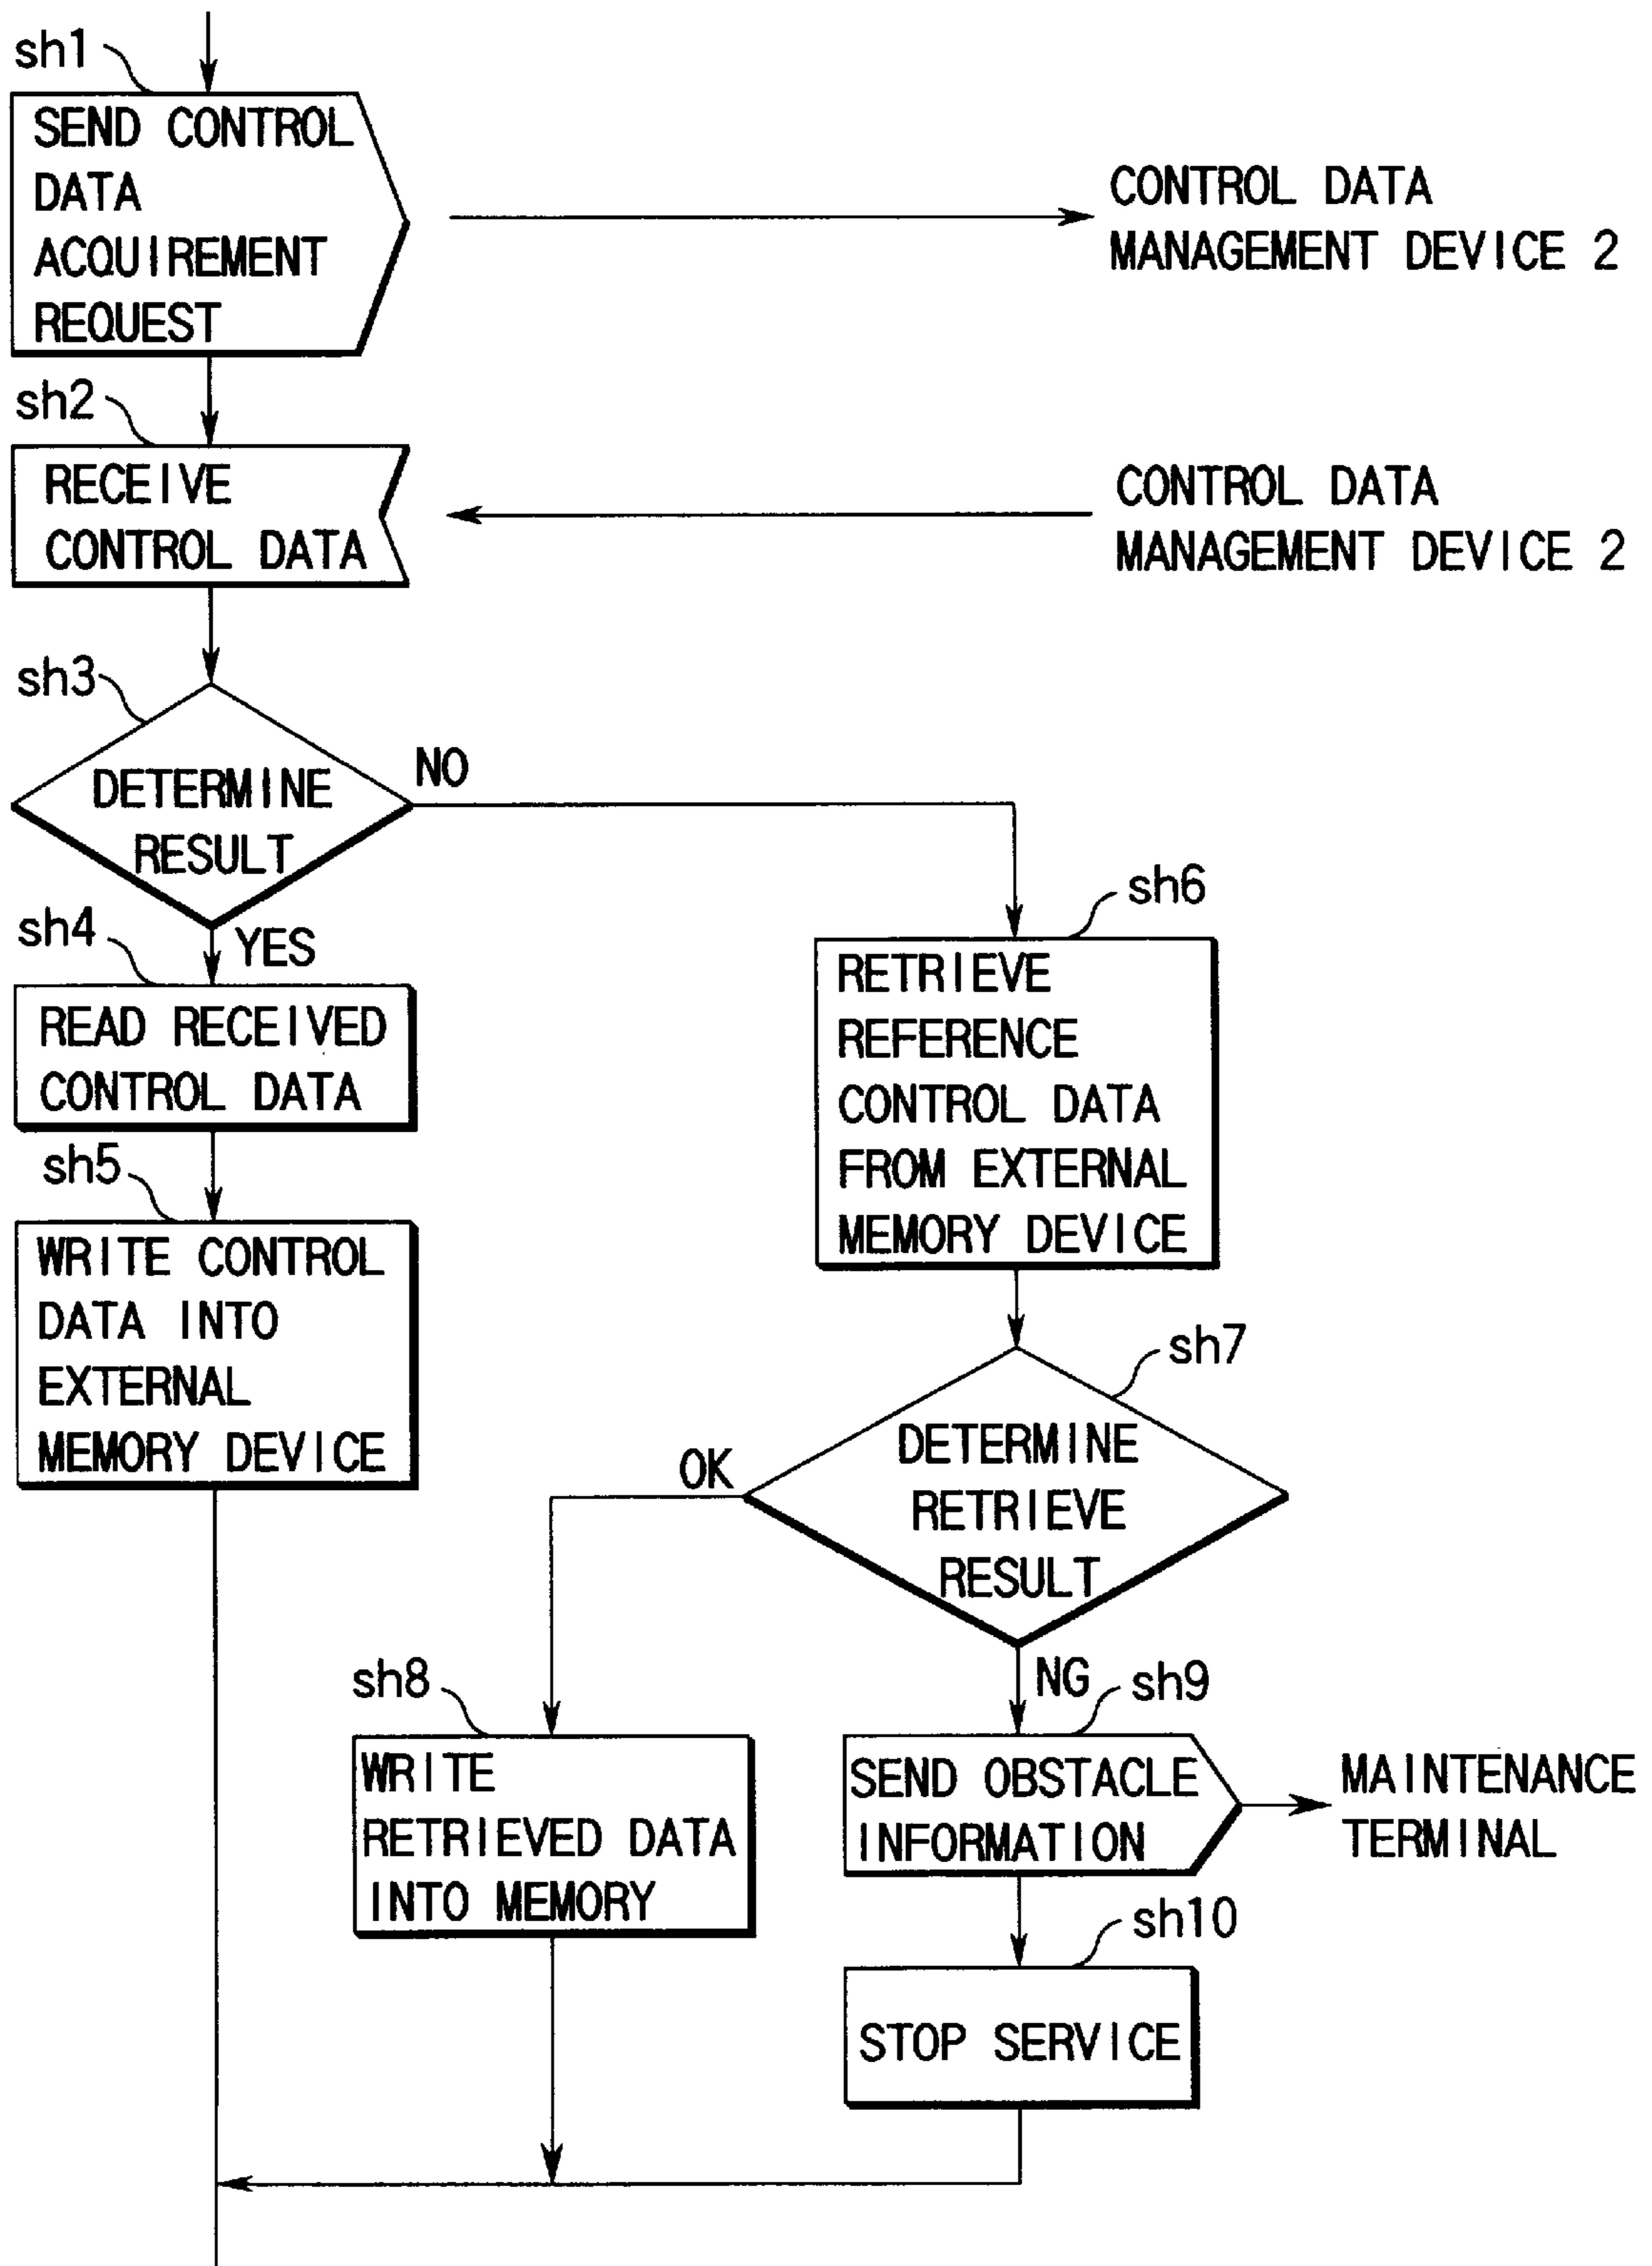 sh1
SEND CONTROL
DATA
ACQUIREMENT
REQUEST
CONTROL DATA
MANAGEMENT DEVICE 2
sh2
RECEIVE
CONTROL DATA
CONTROL DATA
MANAGEMENT DEVICE 2
sh3
DETERMINE
RESULT
NO
YES
sh4
READ RECEIVED
CONTROL DATA
sh5
WRITE CONTROL
DATA INTO
EXTERNAL
MEMORY DEVICE
sh6
RETRIEVE
REFERENCE
CONTROL DATA
FROM EXTERNAL
MEMORY DEVICE
sh7
DETERMINE
RETRIEVE
RESULT
OK
NG
sh8
WRITE
RETRIEVED DATA
INTO MEMORY
sh9
SEND OBSTACLE
INFORMATION
MAINTENANCE
TERMINAL
sh10
STOP SERVICE